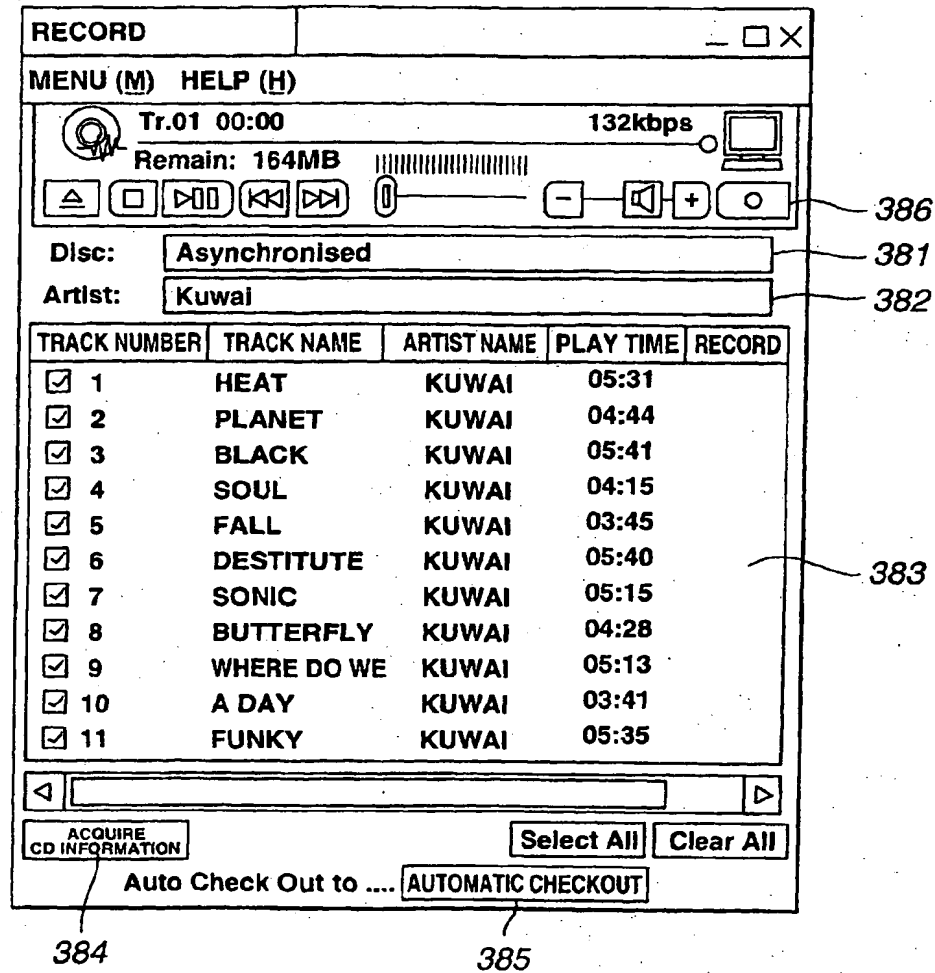 RECORD
MENU (M) HELP (H)
Tr.01 00:00 132kbps
Remain: 164MB
386
Disc: Asynchronised 381
Artist: Kuwai 382
TRACK NUMBER TRACK NAME ARTIST NAME PLAY TIME RECORD
1 HEAT KUWAI 05:31
2 PLANET KUWAI 04:44
3 BLACK KUWAI 05:41
4 SOUL KUWAI 04:15
5 FALL KUWAI 03:45
6 DESTITUTE KUWAI 05:40
383
7 SONIC KUWAI 05:15
8 BUTTERFLY KUWAI 04:28
9 WHERE DO WE KUWAI 05:13
10 A DAY KUWAI 03:41
11 FUNKY KUWAI 05:35
ACQUIRE
CD INFORMATION Select All Clear All
Auto Check Out to .... AUTOMATIC CHECKOUT
384 385